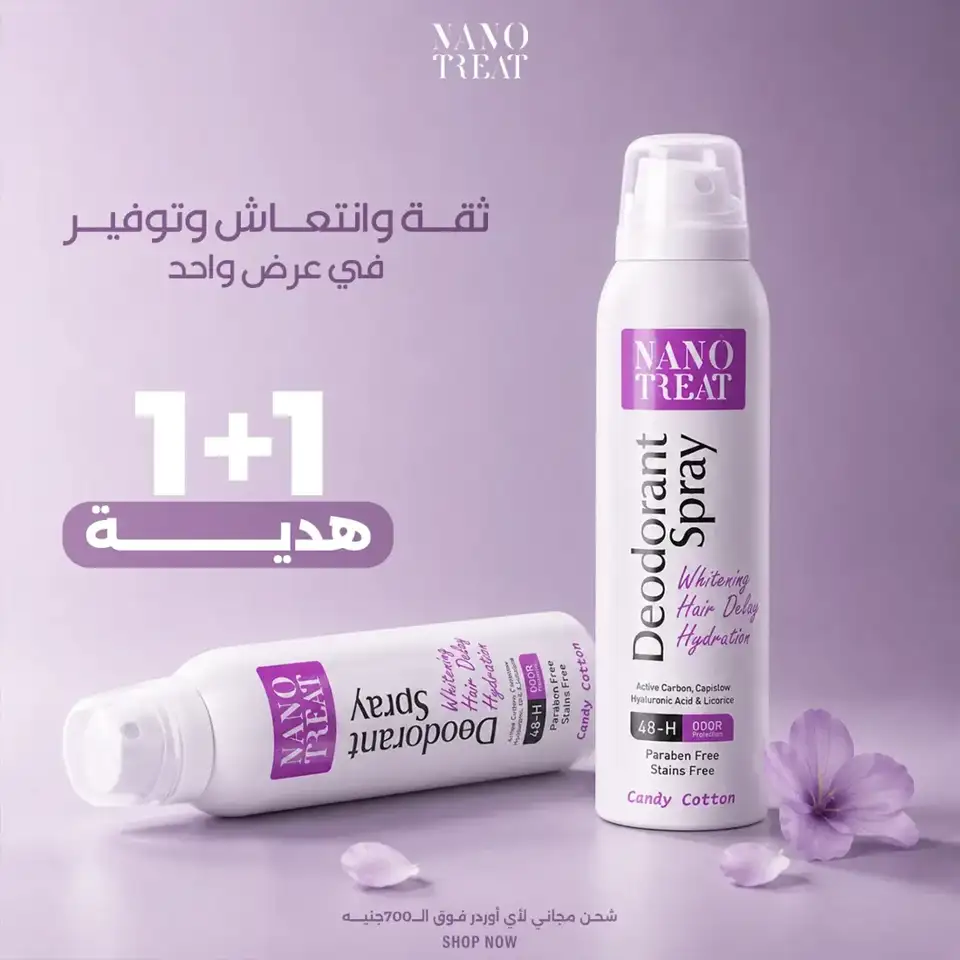 NANO
TREAT
ثقة وانتعاش وتوفير
في عرض واحد
1+1
هدية
NANO
TREAT
Deodorant
Spray
Whitening
Hair Delay
Hydration
Active Carbon, Capislow
Hyaluronic Acid & Licorice
48-H ODOR
Protection
Paraben Free
Stains Free
Candy Cotton
NANO
TREAT
Deodorant
Spray
Whitening
Hair Delay
Hydration
48-H ODOR
Paraben Free
Stains Free
Candy Cotton
شحن مجاني لأي أوردر فوق الـ700جنيه
SHOP NOW